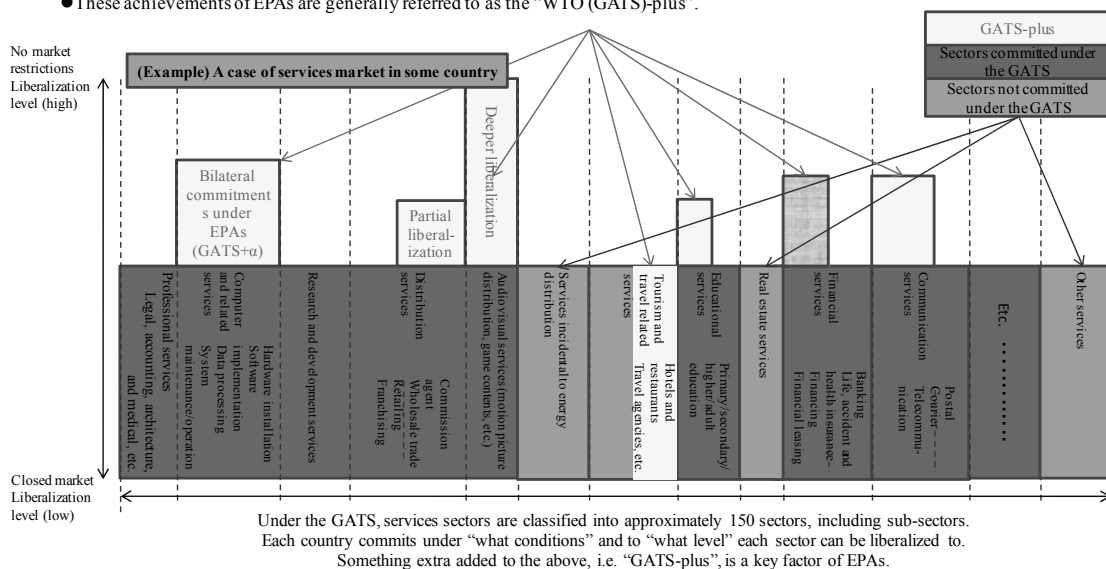 ●These achievements of EPAs are generally referred to as the “WTO (GATS)-plus”.
No market
restrictions
Liberalization
level (high)
(Example) A case of services market in some country
GATS-plus
Sectors committed under
the GATS
Sectors not committed
under the GATS
Bilateral
commitment
s under
EPAs
(GATS+α)
Partial
liberal-
ization
Deeper liberalization
Professional services
Legal, accounting, architecture,
and medical, etc.
Computer
and related
services
Hardware installation
Software
implementation
Data processing
System
maintenance/operation
Research and development services
Distribution
services
Commission
agent
Wholesale trade
Retailing
Franchising
Audiovisual services (motion picture
distribution, game contents, etc.)
Services incidental to energy
distribution
Tourism and
travel related
services
Hotels and
restaurants
Travel agencies, etc.
Educational
services
Primary/secondary/
higher/adult
education
Real estate services
Financial
services
Banking
Life, accident and
health insurance
Financing
Financial leasing
Communication
services
Postal
Courier
Telecommu-
nication
Etc. ...........
Other services
Closed market
Liberalization
level (low)
Under the GATS, services sectors are classified into approximately 150 sectors, including sub-sectors.
Each country commits under “what conditions” and to “what level” each sector can be liberalized to.
Something extra added to the above, i.e. “GATS-plus”, is a key factor of EPAs.